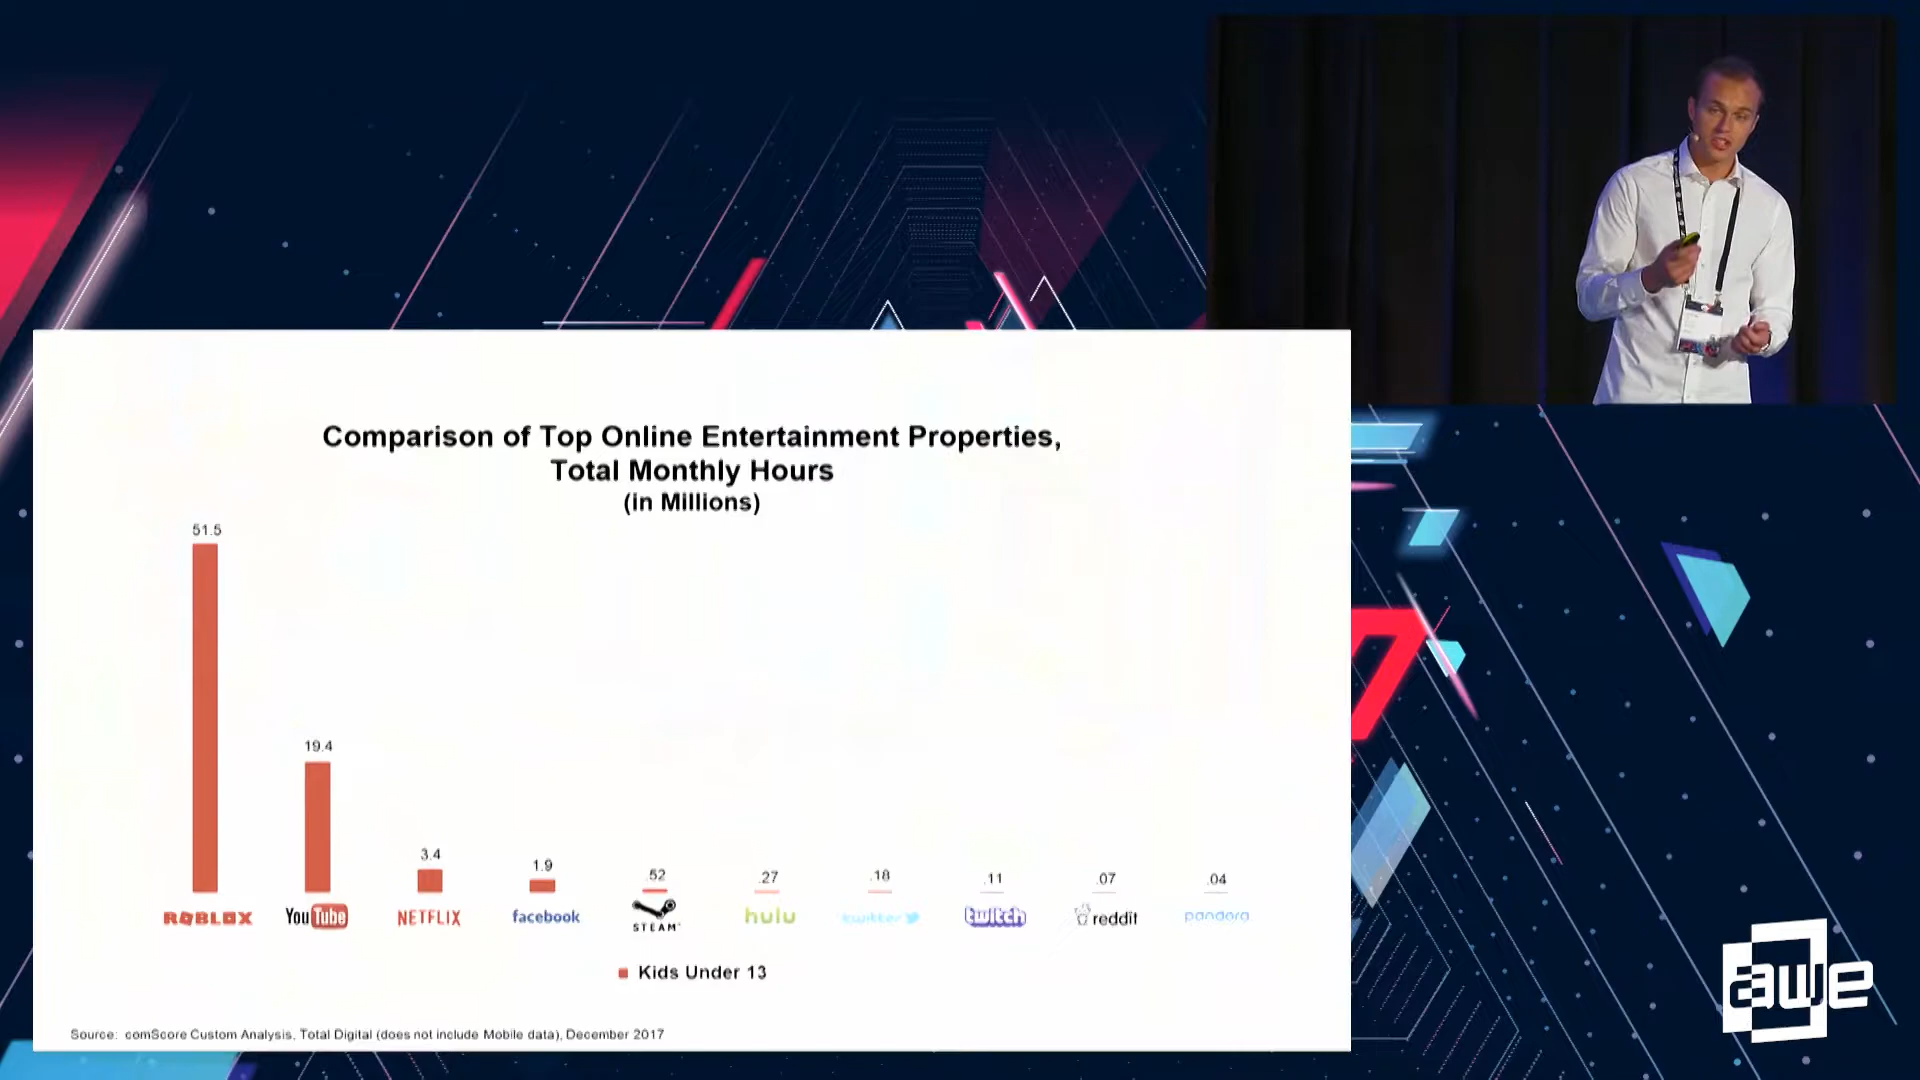 Comparison of Top Online Entertainment Properties,
Total Monthly Hours
(in Millions)
51.5
19.4
3.4
1.9
.52
.27
.18
.11
.07
.04
ROBLOX
YouTube
NETFLIX
facebook
STEAM
hulu
twitter
twitch
reddit
pandora
Kids Under 13
Source: comScore Custom Analysis, Total Digital (does not include Mobile data), December 2017
awe